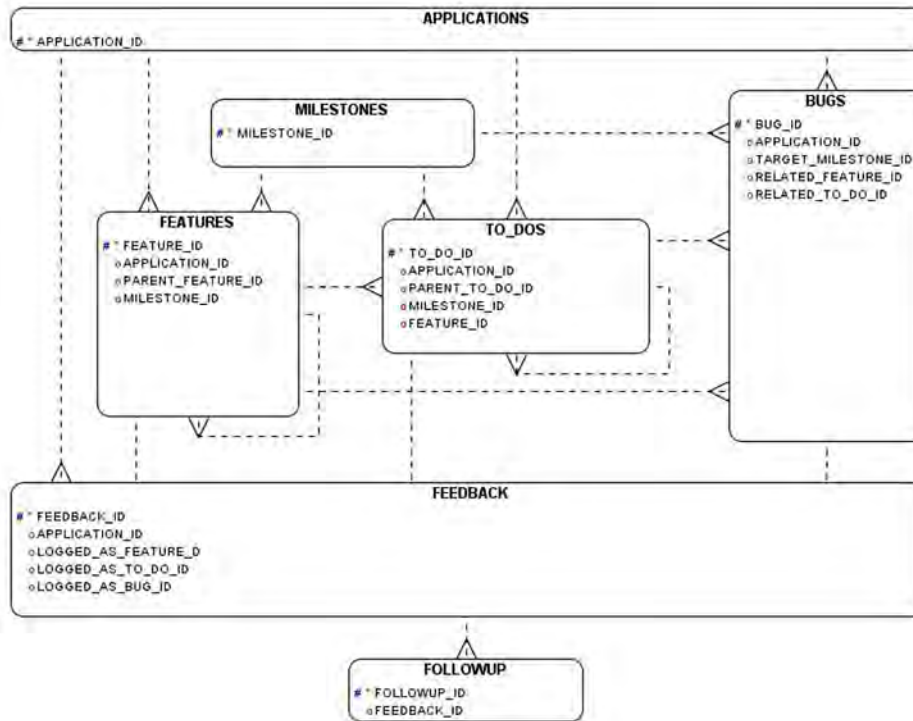 APPLICATIONS
# * APPLICATION_ID
MILESTONES
# * MILESTONE_ID
BUGS
# * BUG_ID
o APPLICATION_ID
o TARGET_MILESTONE_ID
o RELATED_FEATURE_ID
o RELATED_TO_DO_ID
FEATURES
# * FEATURE_ID
o APPLICATION_ID
o PARENT_FEATURE_ID
o MILESTONE_ID
TO_DOS
# * TO_DO_ID
o APPLICATION_ID
o PARENT_TO_DO_ID
o MILESTONE_ID
o FEATURE_ID
FEEDBACK
# * FEEDBACK_ID
o APPLICATION_ID
o LOGGED_AS_FEATURE_D
o LOGGED_AS_TO_DO_ID
o LOGGED_AS_BUG_ID
FOLLOWUP
# * FOLLOWUP_ID
o FEEDBACK_ID